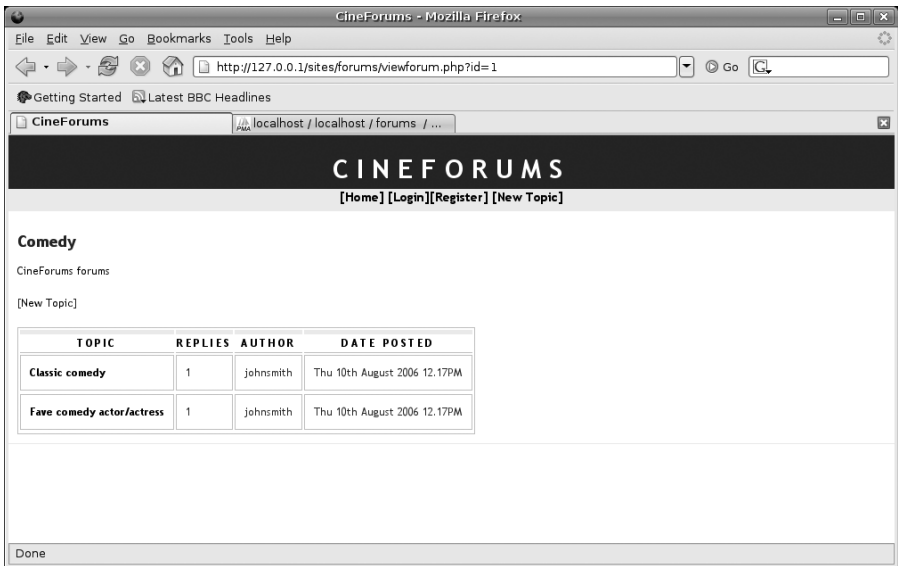 CineForums - Mozilla Firefox
File Edit View Go Bookmarks Tools Help
http://127.0.0.1/sites/forums/viewforum.php?id=1 Go G
Getting Started Latest BBC Headlines
CineForums PMA localhost / localhost / forums / ...
CINEFORUMS
[Home] [Login][Register] [New Topic]
Comedy
CineForums forums
[New Topic]
TOPIC REPLIES AUTHOR DATE POSTED
Classic comedy 1 johnsmith Thu 10th August 2006 12.17PM
Fave comedy actor/actress 1 johnsmith Thu 10th August 2006 12.17PM
Done